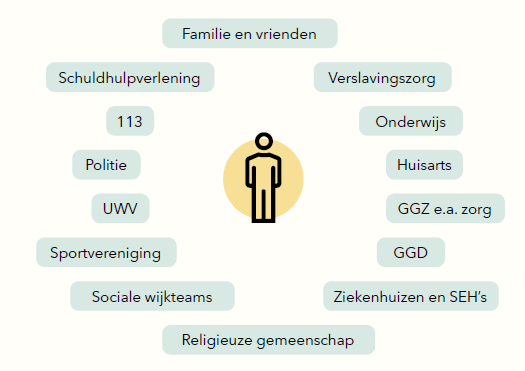 Familie en vrienden
Schuldhulpverlening
Verslavingszorg
113
Onderwijs
Politie
Huisarts
UWV
GGZ e.a. zorg
Sportvereniging
GGD
Sociale wijkteams
Ziekenhuizen en SEH’s
Religieuze gemeenschap